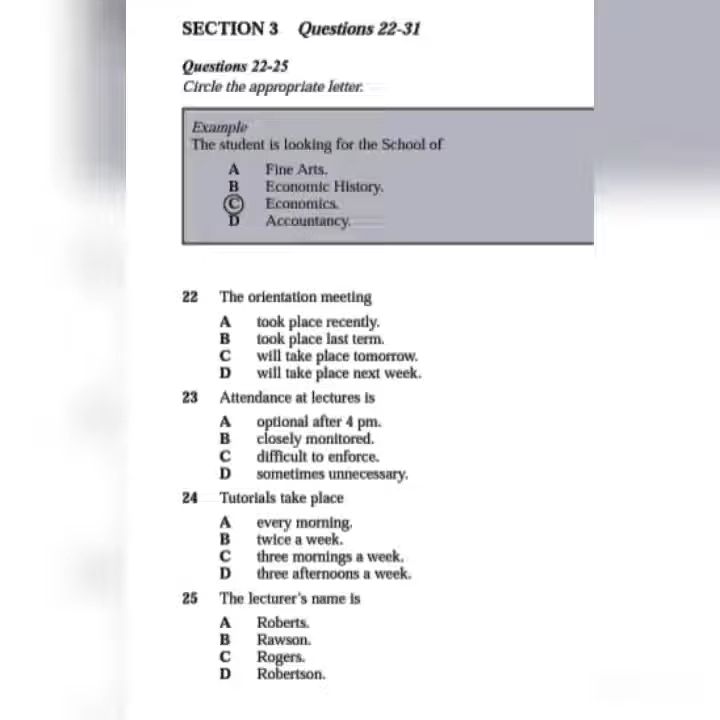 SECTION 3 Questions 22-31
Questions 22-25
Circle the appropriate letter.
Example
The student is looking for the School of
A Fine Arts.
B Economic History.
C Economics.
D Accountancy.
22 The orientation meeting
A took place recently.
B took place last term.
C will take place tomorrow.
D will take place next week.
23 Attendance at lectures is
A optional after 4 pm.
B closely monitored.
C difficult to enforce.
D sometimes unnecessary.
24 Tutorials take place
A every morning.
B twice a week.
C three mornings a week.
D three afternoons a week.
25 The lecturer's name is
A Roberts.
B Rawson.
C Rogers.
D Robertson.